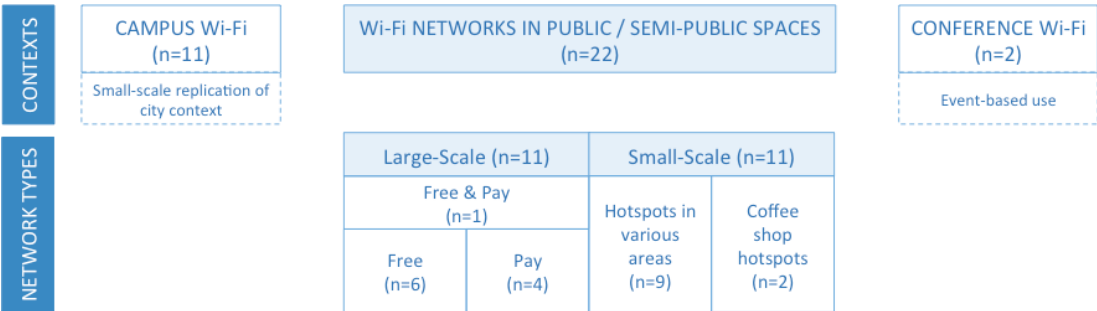 CONTEXTS
CAMPUS Wi-Fi
(n=11)
Small-scale replication of
city context
Wi-Fi NETWORKS IN PUBLIC / SEMI-PUBLIC SPACES
(n=22)
CONFERENCE Wi-Fi
(n=2)
Event-based use
NETWORK TYPES
Large-Scale (n=11)
Free & Pay
(n=1)
Free
(n=6)
Pay
(n=4)
Small-Scale (n=11)
Hotspots in
various
areas
(n=9)
Coffee
shop
hotspots
(n=2)